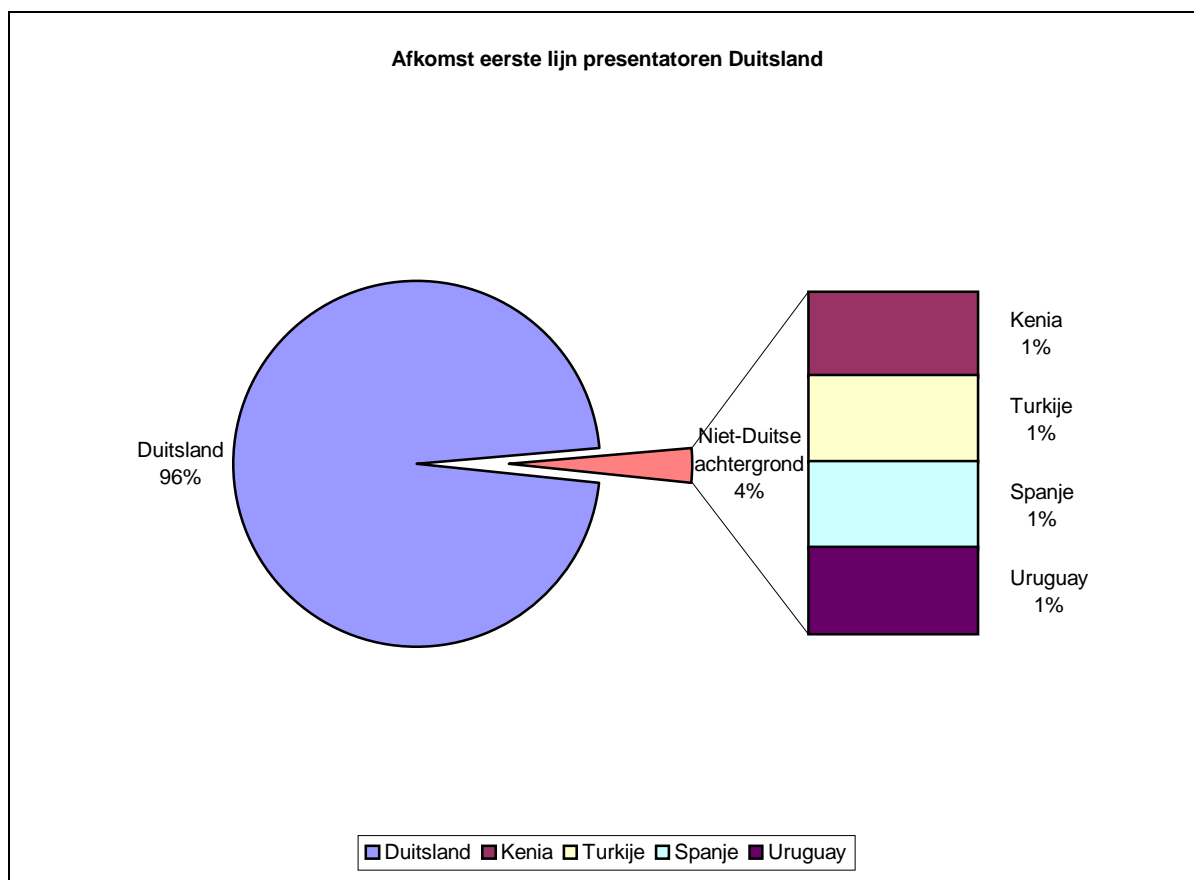 Afkomst eerste lijn presentatoren Duitsland
Duitsland
96%
Niet-Duitse
achtergrond
4%
Kenia
1%
Turkije
1%
Spanje
1%
Uruguay
1%
Duitsland Kenia Turkije Spanje Uruguay